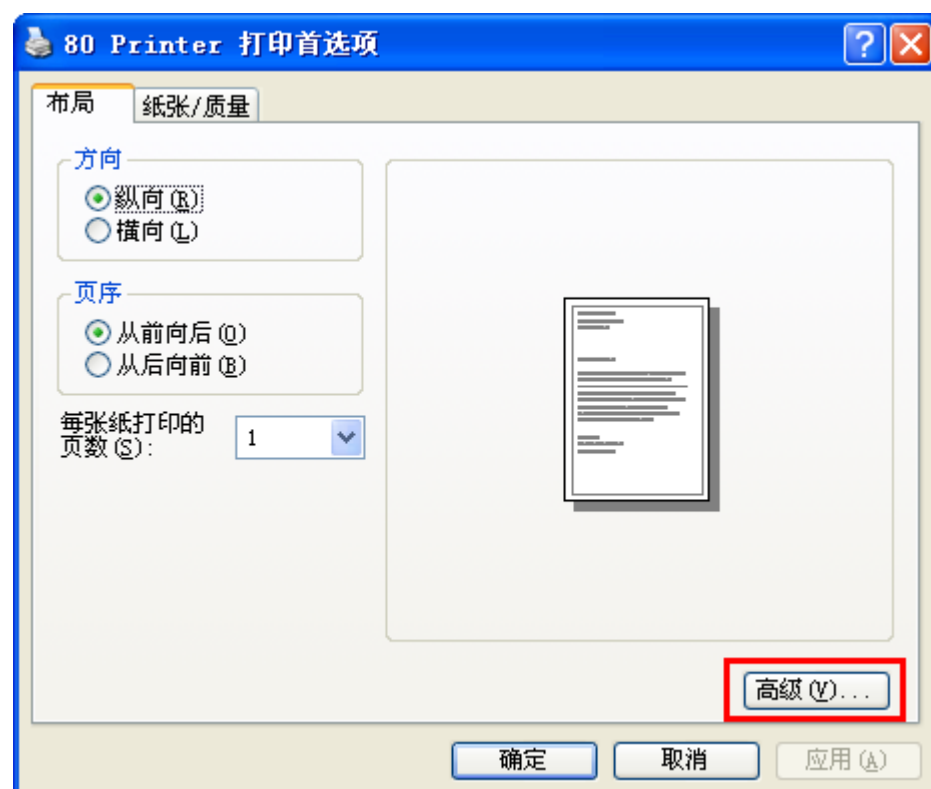 80 Printer 打印首选项
布局
纸张/质量
方向
纵向(R)
横向(L)
页序
从前向后(O)
从后向前(B)
每张纸打印的
页数(S):
1
高级(V)...
确定
取消
应用(A)